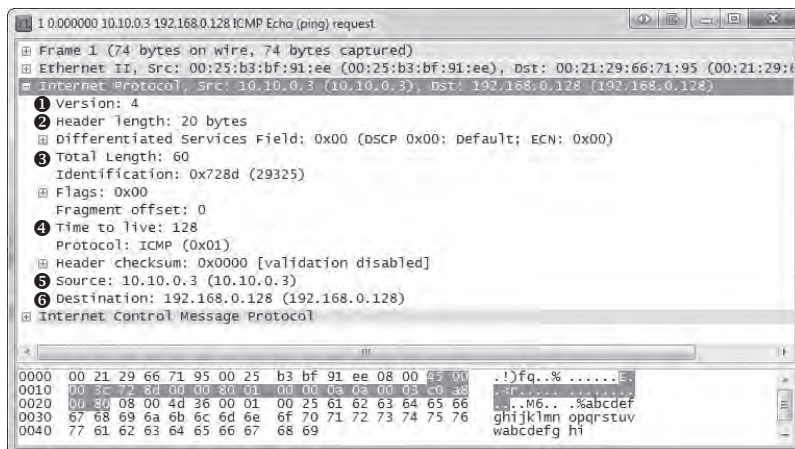 1 0.000000 10.10.0.3 192.168.0.128 ICMP Echo (ping) request
Frame 1 (74 bytes on wire, 74 bytes captured)
Ethernet II, Src: 00:25:b3:bf:91:ee (00:25:b3:bf:91:ee), Dst: 00:21:29:66:71:95 (00:21:29:6
Internet Protocol, Src: 10.10.0.3 (10.10.0.3), Dst: 192.168.0.128 (192.168.0.128)
❶ Version: 4
❷ Header length: 20 bytes
Differentiated Services Field: 0x00 (DSCP 0x00: Default; ECN: 0x00)
❸ Total Length: 60
Identification: 0x728d (29325)
Flags: 0x00
Fragment offset: 0
❹ Time to live: 128
Protocol: ICMP (0x01)
Header checksum: 0x0000 [validation disabled]
❺ Source: 10.10.0.3 (10.10.0.3)
❻ Destination: 192.168.0.128 (192.168.0.128)
Internet Control Message Protocol
0000 00 21 29 66 71 95 00 25 b3 bf 91 ee 08 00 45 00 .!)fq..% ......E.
0010 00 3c 72 8d 00 00 80 01 00 00 0a 0a 00 03 c0 a8 .<r..... ........
0020 00 80 08 00 4d 36 00 01 00 25 61 62 63 64 65 66 ....M6.. .%abcdef
0030 67 68 69 6a 6b 6c 6d 6e 6f 70 71 72 73 74 75 76 ghijklmn opqrstuv
0040 77 61 62 63 64 65 66 67 68 69 wabcdefg hi